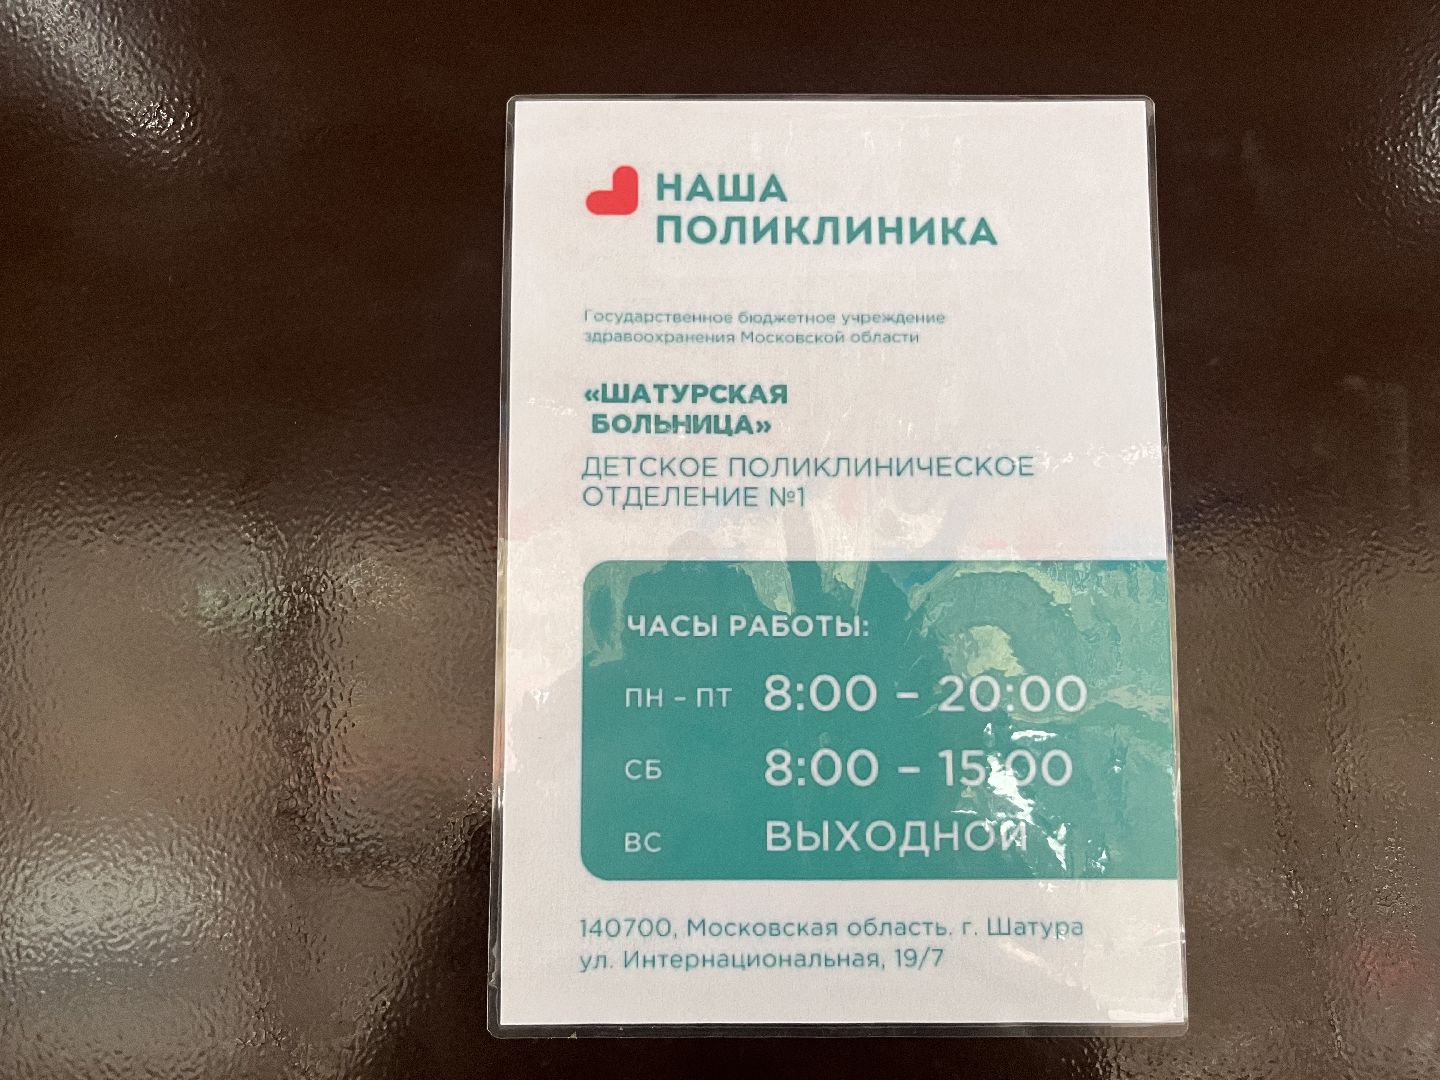 НАША
ПОЛИКЛИНИКА
Государственное бюджетное учреждение
здравоохранения Московской области
«ШАТУРСКАЯ
БОЛЬНИЦА»
ДЕТСКОЕ ПОЛИКЛИНИЧЕСКОЕ
ОТДЕЛЕНИЕ №1
ЧАСЫ РАБОТЫ:
ПН – ПТ 8:00 – 20:00
СБ 8:00 – 15:00
ВС ВЫХОДНОЙ
140700, Московская область. г. Шатура
ул. Интернациональная, 19/7